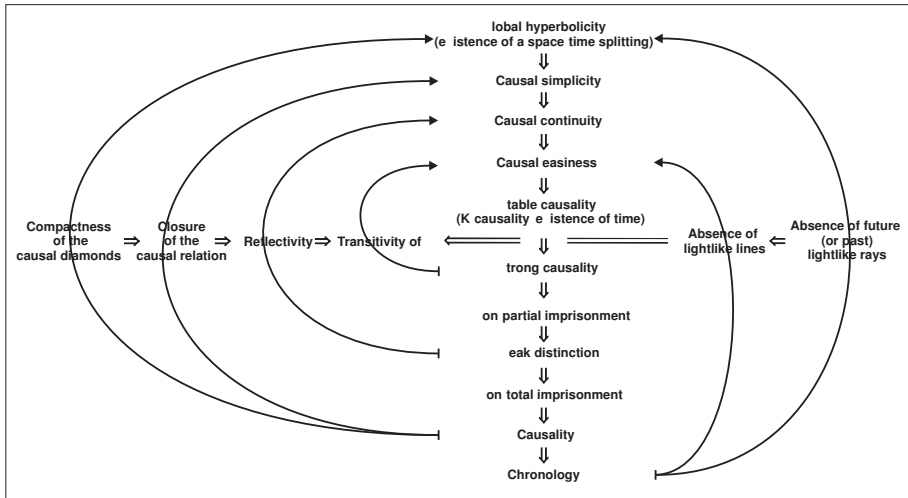 lobal hyperbolicity
(e istence of a space time splitting)
Causal simplicity
Causal continuity
Causal easiness
table causality
(K causality e istence of time)
Compactness
of the
causal diamonds
Closure
of the
causal relation
Reflectivity
Transitivity of
Absence of
lightlike lines
Absence of future
(or past)
lightlike rays
trong causality
on partial imprisonment
eak distinction
on total imprisonment
Causality
Chronology